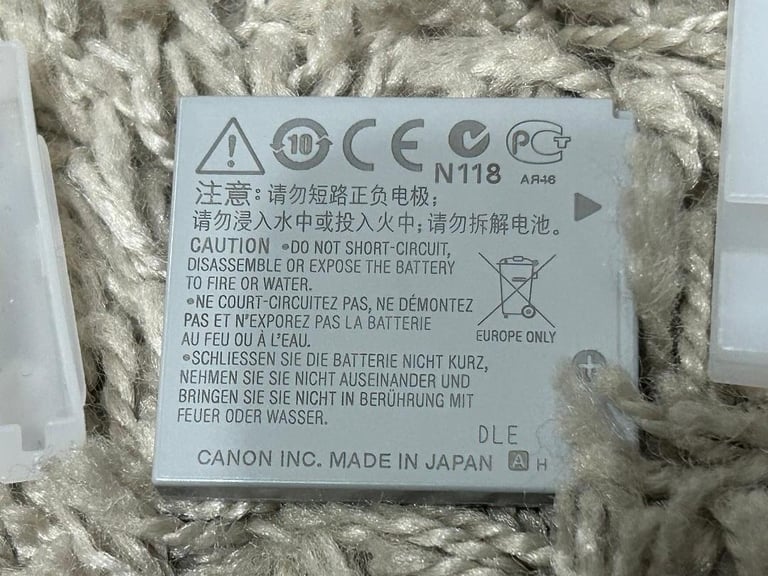 10 CE PCT
N118 АЯ46
注意: 请勿短路正负电极;
请勿浸入水中或投入火中; 请勿拆解电池。
CAUTION •DO NOT SHORT-CIRCUIT,
DISASSEMBLE OR EXPOSE THE BATTERY
TO FIRE OR WATER.
•NE COURT-CIRCUITEZ PAS, NE DÉMONTEZ
PAS ET N'EXPOREZ PAS LA BATTERIE
AU FEU OU À L'EAU.
EUROPE ONLY
•SCHLIESSEN SIE DIE BATTERIE NICHT KURZ,
NEHMEN SIE SIE NICHT AUSEINANDER UND
BRINGEN SIE SIE NICHT IN BERÜHRUNG MIT
FEUER ODER WASSER.
+
DLE
CANON INC. MADE IN JAPAN A H